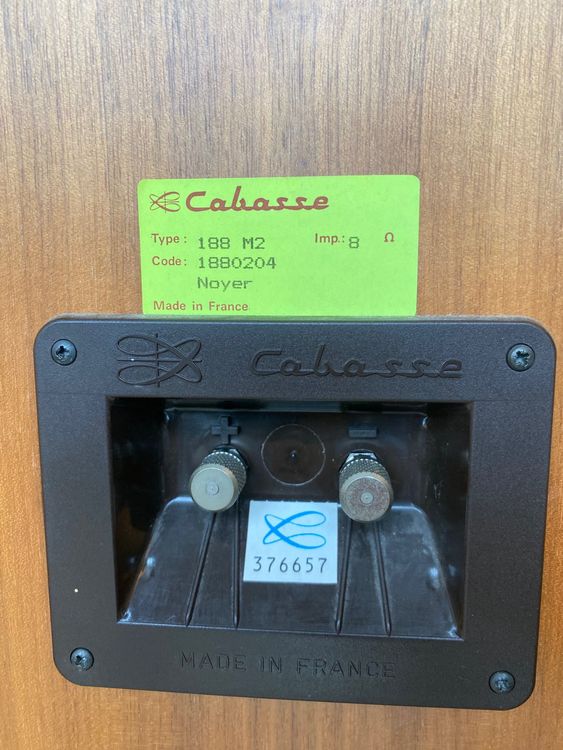 Cabasse
Type: 188 M2 Imp.: 8 Ω
Code: 1880204
Noyer
Made in France
Cabasse
+ −
376657
MADE IN FRANCE